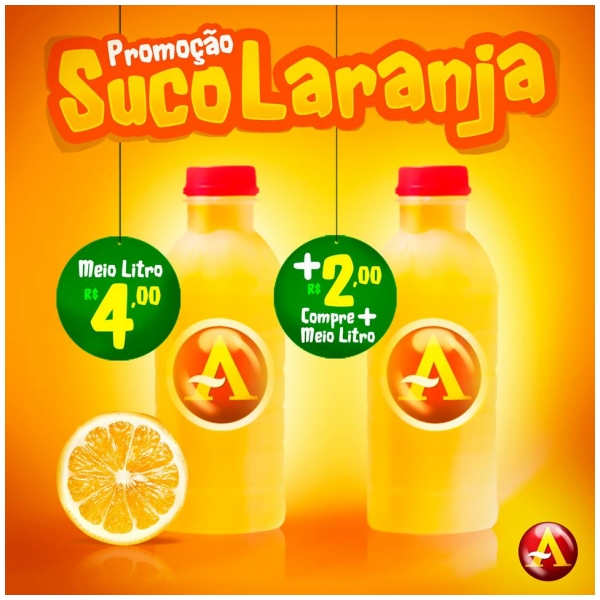 Promoção
Suco Laranja
Meio Litro
R$ 4,00
+ R$ 2,00
Compre +
Meio Litro
A
A
A